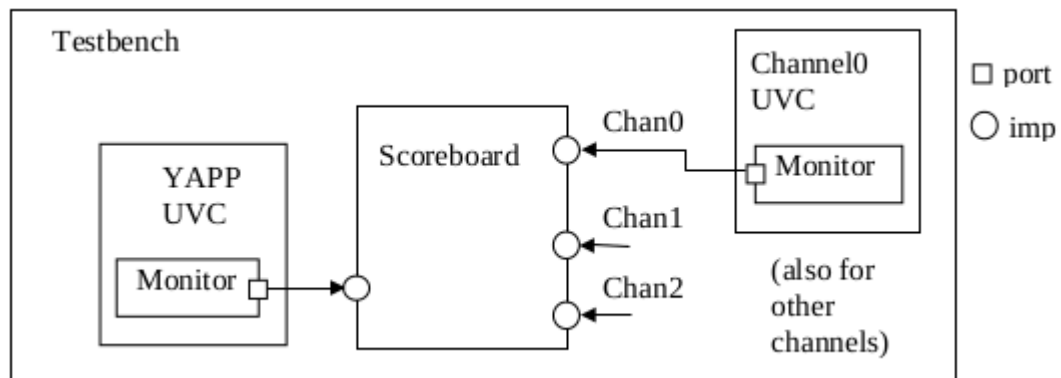 Testbench
YAPP
UVC
Monitor
Scoreboard
Chan0
Chan1
Chan2
Channel0
UVC
Monitor
(also for
other
channels)
port
imp